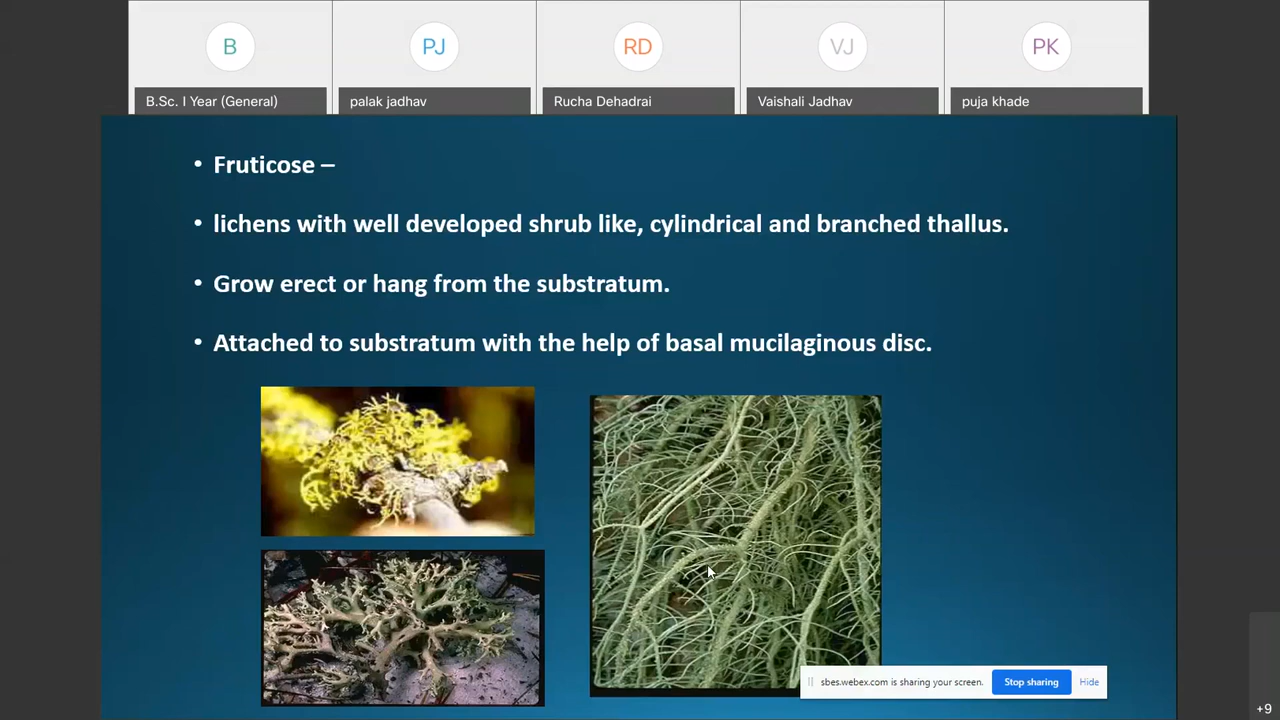 B
PJ
RD
VJ
PK
B.Sc. I Year (General)
palak jadhav
Rucha Dehadrai
Vaishali Jadhav
puja khade
• Fruticose –
• lichens with well developed shrub like, cylindrical and branched thallus.
• Grow erect or hang from the substratum.
• Attached to substratum with the help of basal mucilaginous disc.
sbes.webex.com is sharing your screen.
Stop sharing
Hide
+9